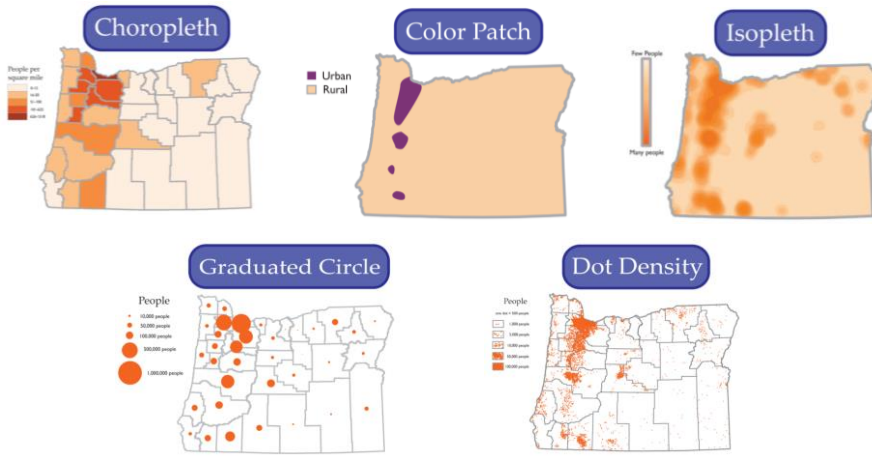 Choropleth
Color Patch
Isopleth
People per
square mile
Urban
Rural
Few People
Many people
Graduated Circle
Dot Density
People
10,000 people
50,000 people
100,000 people
500,000 people
1,000,000 people
People
1,000 people
5,000 people
10,000 people
50,000 people
100,000 people